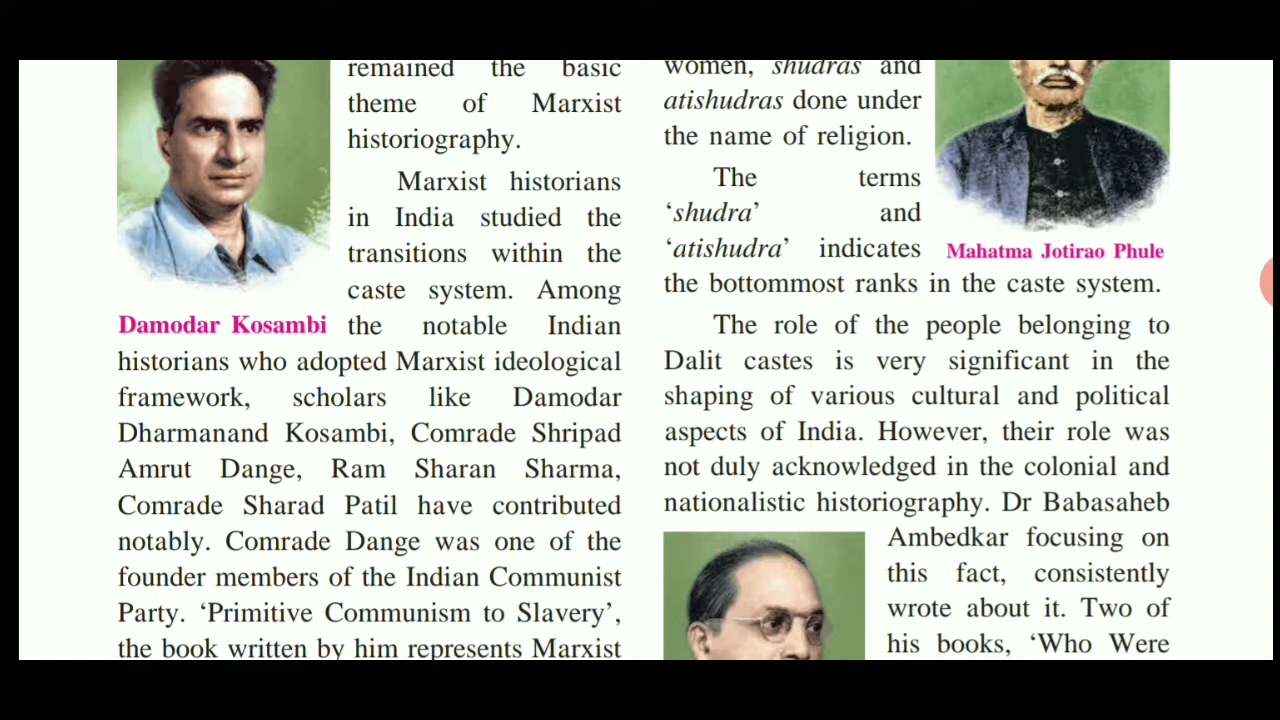 remained the basic
theme of Marxist
historiography.
Marxist historians
in India studied the
transitions within the
caste system. Among
Damodar Kosambi
the notable Indian
historians who adopted Marxist ideological
framework, scholars like Damodar
Dharmanand Kosambi, Comrade Shripad
Amrut Dange, Ram Sharan Sharma,
Comrade Sharad Patil have contributed
notably. Comrade Dange was one of the
founder members of the Indian Communist
Party. ‘Primitive Communism to Slavery’,
the book written by him represents Marxist
women, shudras and
atishudras done under
the name of religion.
The terms
‘shudra’ and
‘atishudra’ indicates
Mahatma Jotirao Phule
the bottommost ranks in the caste system.
The role of the people belonging to
Dalit castes is very significant in the
shaping of various cultural and political
aspects of India. However, their role was
not duly acknowledged in the colonial and
nationalistic historiography. Dr Babasaheb
Ambedkar focusing on
this fact, consistently
wrote about it. Two of
his books, ‘Who Were